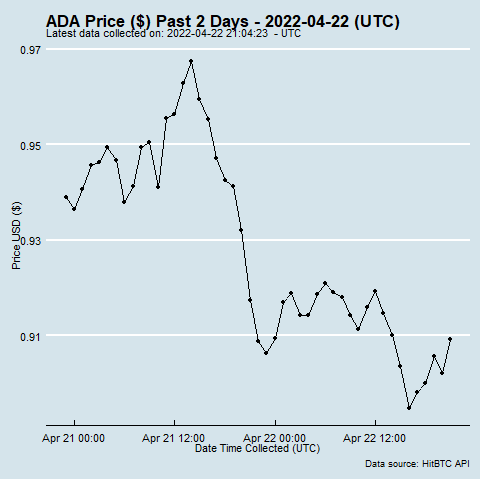 ADA Price ($) Past 2 Days - 2022-04-22 (UTC)
Latest data collected on: 2022-04-22 21:04:23 - UTC
0.97
0.95
0.93
0.91
Price USD ($)
Apr 21 00:00 Apr 21 12:00 Apr 22 00:00 Apr 22 12:00
Date Time Collected (UTC)
Data source: HitBTC API